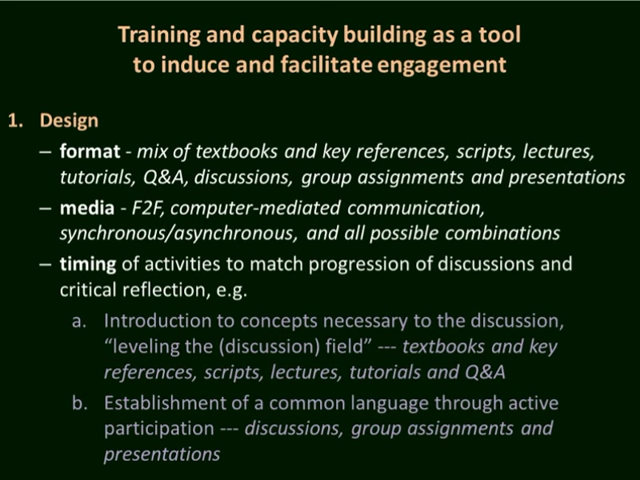 Training and capacity building as a tool
to induce and facilitate engagement
1. Design
– format - mix of textbooks and key references, scripts, lectures,
tutorials, Q&A, discussions, group assignments and presentations
– media - F2F, computer-mediated communication,
synchronous/asynchronous, and all possible combinations
– timing of activities to match progression of discussions and
critical reflection, e.g.
a. Introduction to concepts necessary to the discussion,
“leveling the (discussion) field” --- textbooks and key
references, scripts, lectures, tutorials and Q&A
b. Establishment of a common language through active
participation --- discussions, group assignments and
presentations